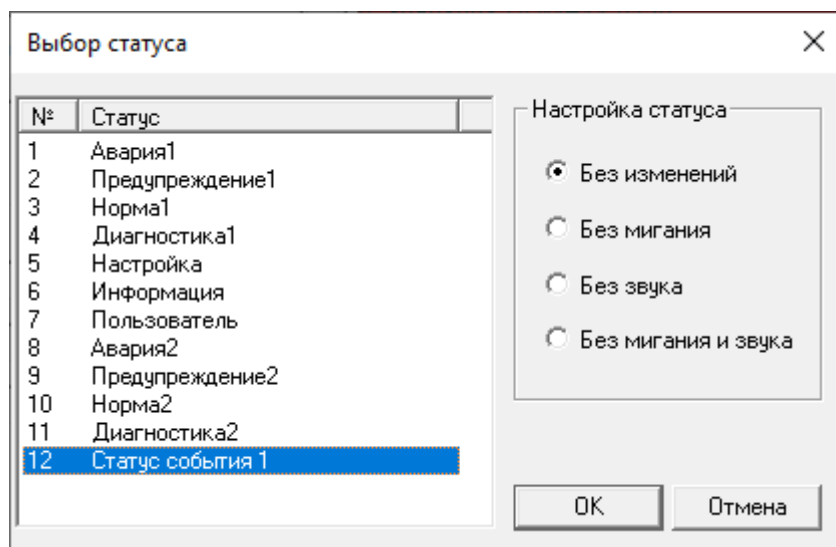 Выбор статуса
№ Статус
1 Авария1
2 Предупреждение1
3 Норма1
4 Диагностика1
5 Настройка
6 Информация
7 Пользователь
8 Авария2
9 Предупреждение2
10 Норма2
11 Диагностика2
12 Статус события 1
Настройка статуса
Без изменений
Без мигания
Без звука
Без мигания и звука
OK
Отмена